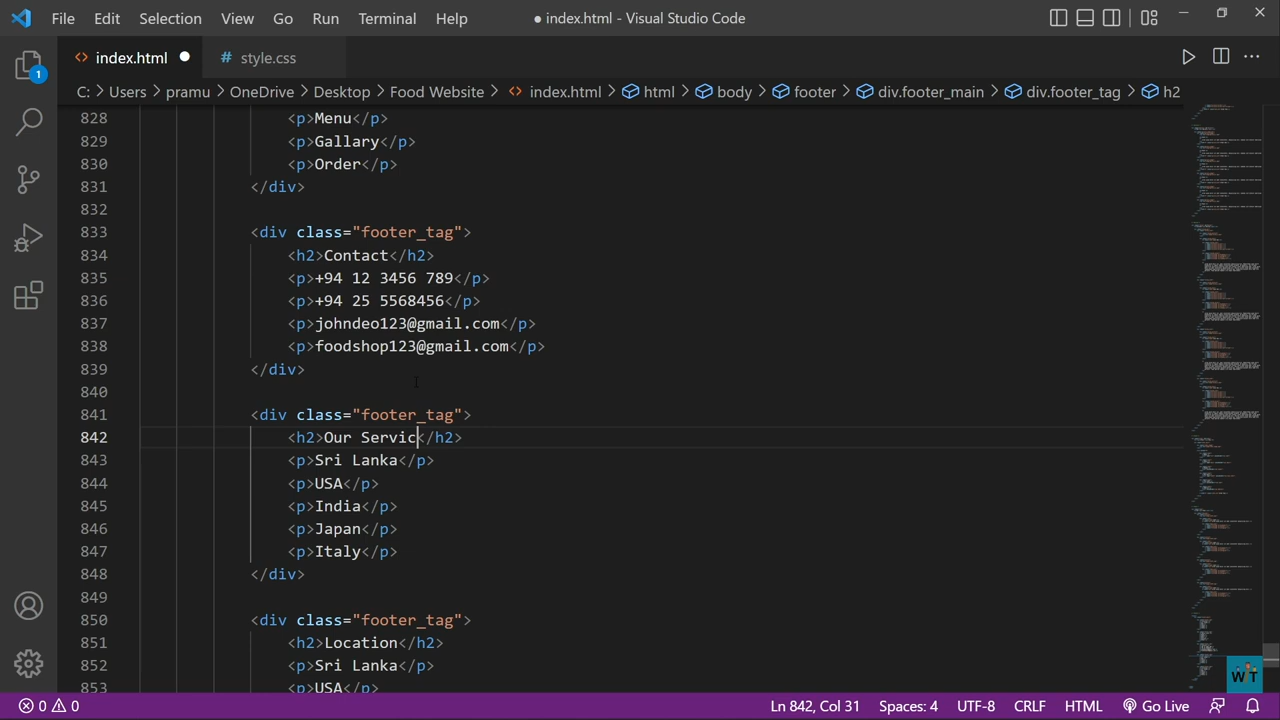 File Edit Selection View Go Run Terminal Help ● index.html - Visual Studio Code
1
<> index.html ● # style.css
C: > Users > pramu > OneDrive > Desktop > Food Website > <> index.html > html > body > footer > div.footer_main > div.footer_tag > h2
828 <p>Menu</p>
829 <p>Gallary</p>
830 <p>Order</p>
831 </div>
832
833 <div class="footer_tag">
834 <h2>Contact</h2>
835 <p>+94 12 3456 789</p>
836 <p>+94 25 5568456</p>
837 <p>johndeo123@gmail.com</p>
838 <p>foodshop123@gmail.com</p>
839 </div>
840
841 <div class="footer_tag">
842 <h2>Our Servic</h2>
843 <p>Sri Lanka</p>
844 <p>USA</p>
845 <p>India</p>
846 <p>Japan</p>
847 <p>Italy</p>
848 </div>
849
850 <div class="footer_tag">
851 <h2>Location</h2>
852 <p>Sri Lanka</p>
853 <p>USA</p>
WT
0 0 Ln 842, Col 31 Spaces: 4 UTF-8 CRLF HTML Go Live